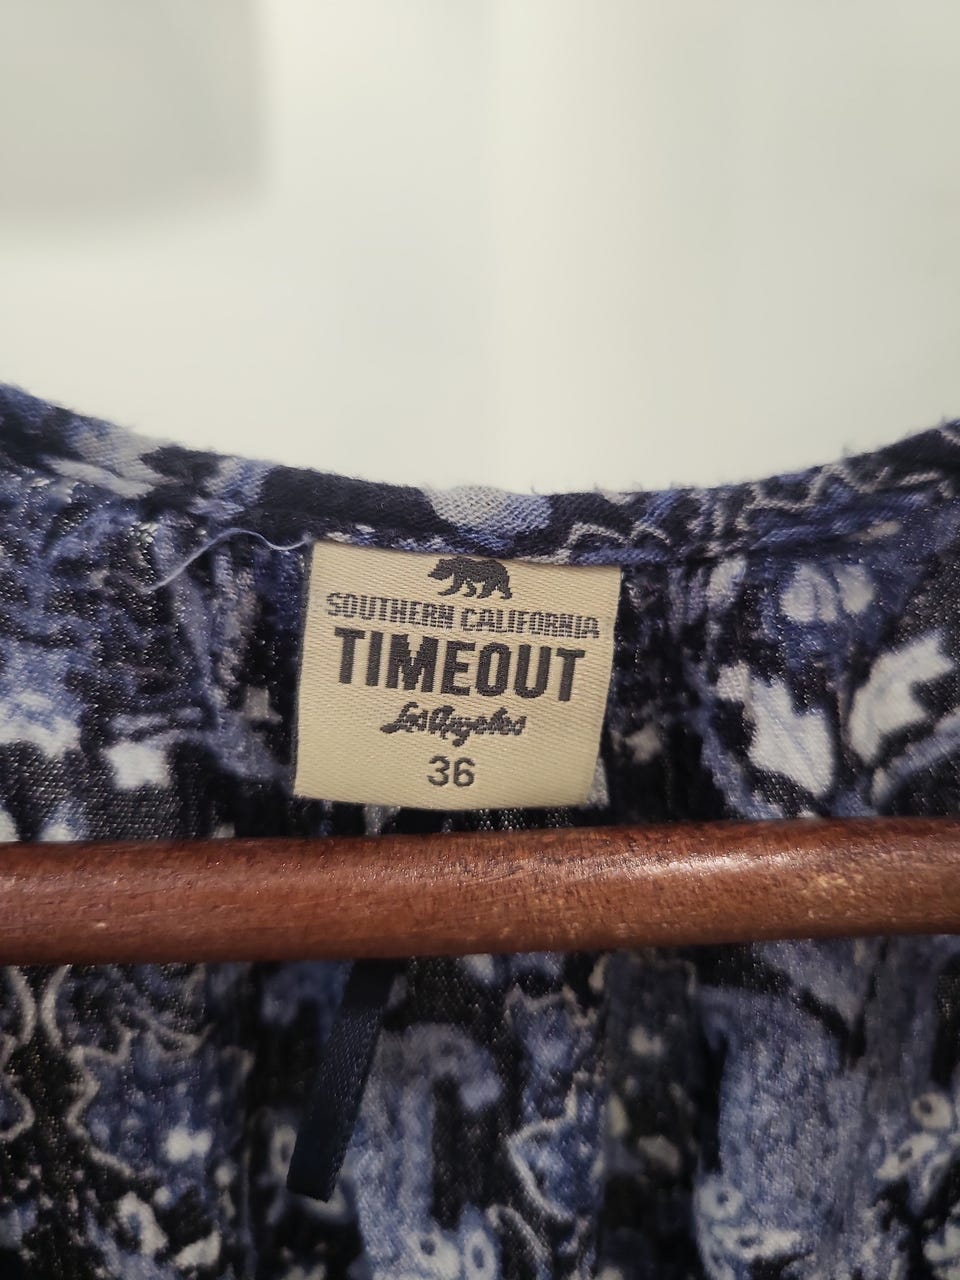 SOUTHERN CALIFORNIA
TIMEOUT
Los Angeles
36